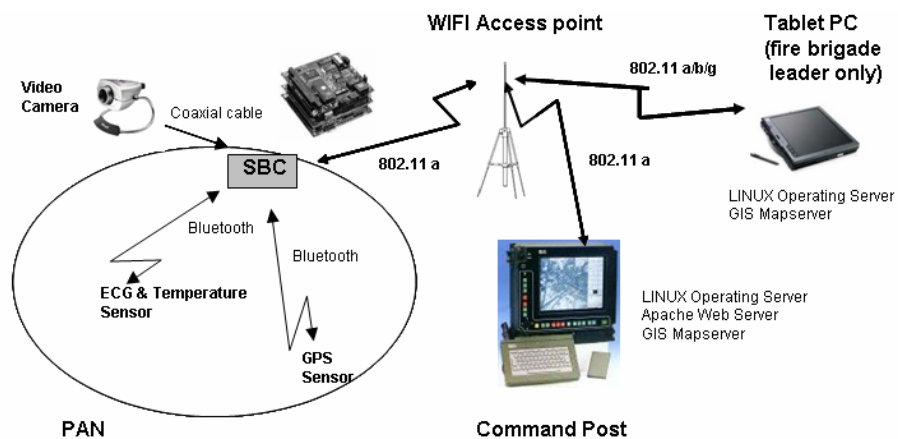 WIFI Access point
Tablet PC
(fire brigade
leader only)
Video
Camera
Coaxial cable
802.11 a/b/g
802.11 a
802.11 a
SBC
Bluetooth
Bluetooth
ECG & Temperature
Sensor
GPS
Sensor
LINUX Operating Server
GIS Mapserver
LINUX Operating Server
Apache Web Server
GIS Mapserver
PAN
Command Post